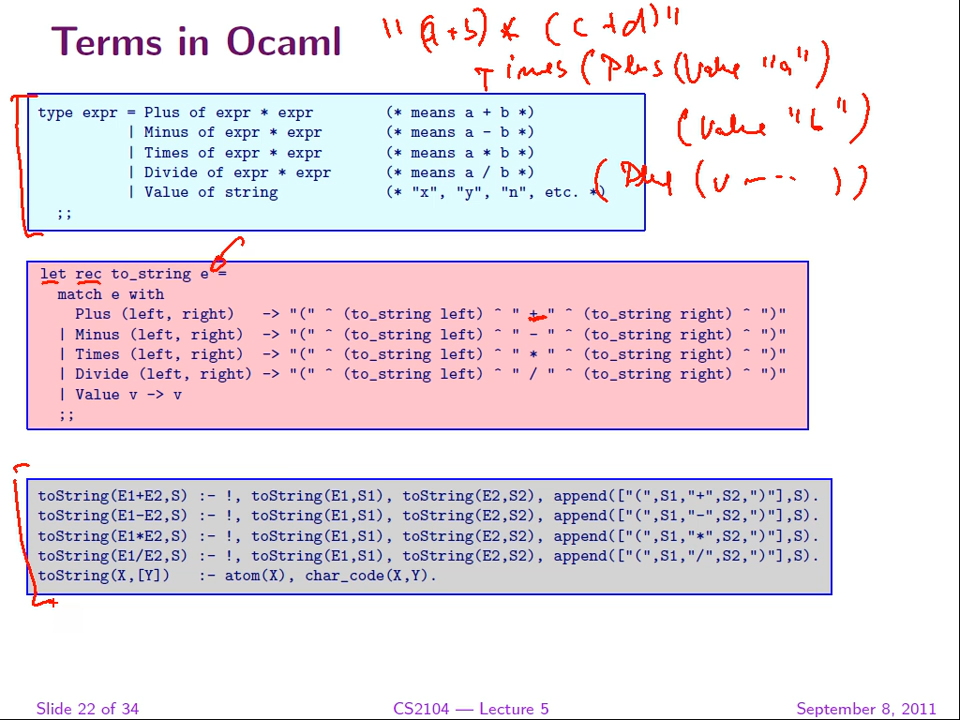 Terms in Ocaml
"(a+b) * (c+d)"
Times (Plus (Value "a")
(Value "b")
(Plus (v ---- ))
type expr = Plus of expr * expr (* means a + b *)
| Minus of expr * expr (* means a - b *)
| Times of expr * expr (* means a * b *)
| Divide of expr * expr (* means a / b *)
| Value of string (* "x", "y", "n", etc. *)
;;
let rec to_string e =
match e with
Plus (left, right) -> "(" ^ (to_string left) ^ " + " ^ (to_string right) ^ ")"
| Minus (left, right) -> "(" ^ (to_string left) ^ " - " ^ (to_string right) ^ ")"
| Times (left, right) -> "(" ^ (to_string left) ^ " * " ^ (to_string right) ^ ")"
| Divide (left, right) -> "(" ^ (to_string left) ^ " / " ^ (to_string right) ^ ")"
| Value v -> v
;;
toString(E1+E2,S) :- !, toString(E1,S1), toString(E2,S2), append(["(",S1,"+",S2,")"],S).
toString(E1-E2,S) :- !, toString(E1,S1), toString(E2,S2), append(["(",S1,"-",S2,")"],S).
toString(E1*E2,S) :- !, toString(E1,S1), toString(E2,S2), append(["(",S1,"*",S2,")"],S).
toString(E1/E2,S) :- !, toString(E1,S1), toString(E2,S2), append(["(",S1,"/",S2,")"],S).
toString(X,[Y]) :- atom(X), char_code(X,Y).
Slide 22 of 34 CS2104 — Lecture 5 September 8, 2011